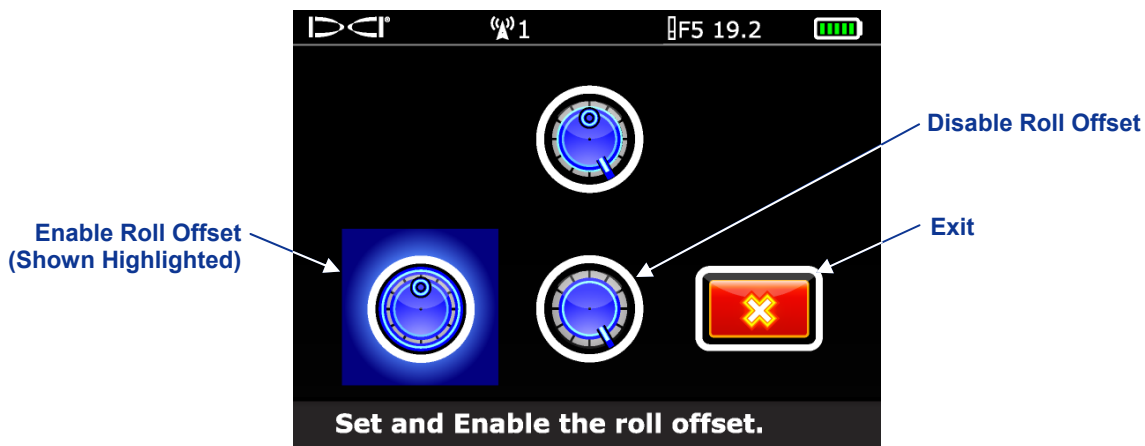 DCI®
1
F5 19.2
Disable Roll Offset
Exit
Enable Roll Offset
(Shown Highlighted)
Set and Enable the roll offset.